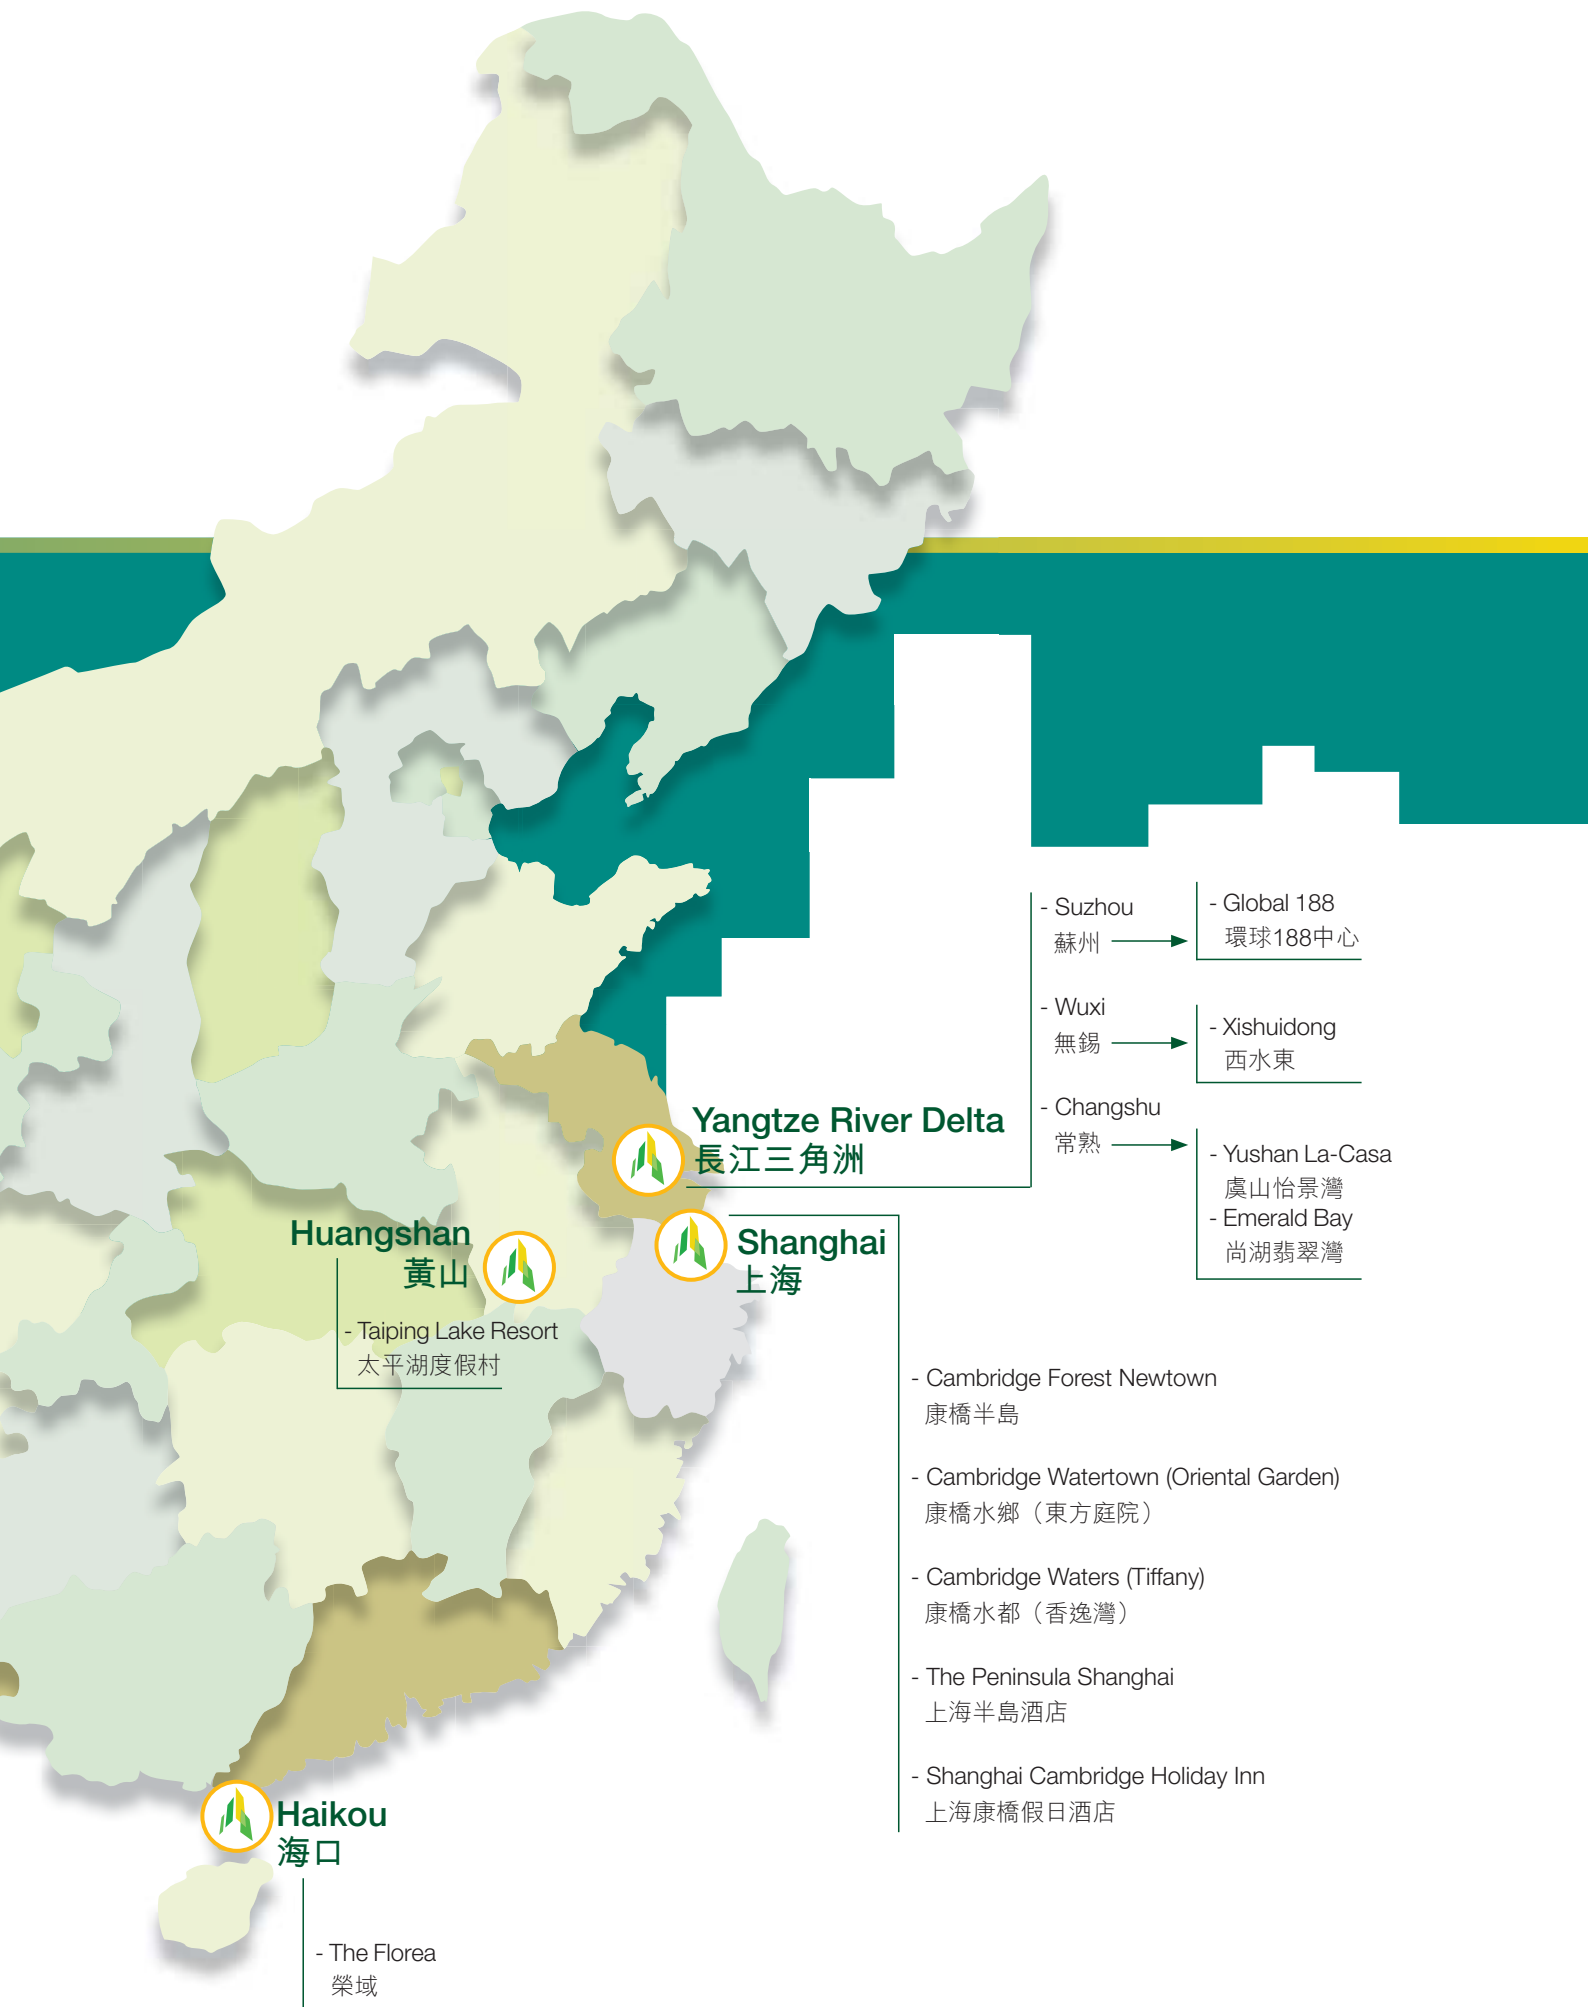 - Suzhou
蘇州
- Global 188
環球188中心
- Wuxi
無錫
- Xishuidong
西水東
- Changshu
常熟
- Yushan La-Casa
虞山怡景灣
- Emerald Bay
尚湖翡翠灣
Yangtze River Delta
長江三角洲
Huangshan
黃山
- Taiping Lake Resort
太平湖度假村
Shanghai
上海
- Cambridge Forest Newtown
康橋半島
- Cambridge Watertown (Oriental Garden)
康橋水鄉（東方庭院）
- Cambridge Waters (Tiffany)
康橋水都（香逸灣）
- The Peninsula Shanghai
上海半島酒店
- Shanghai Cambridge Holiday Inn
上海康橋假日酒店
Haikou
海口
- The Florea
榮域